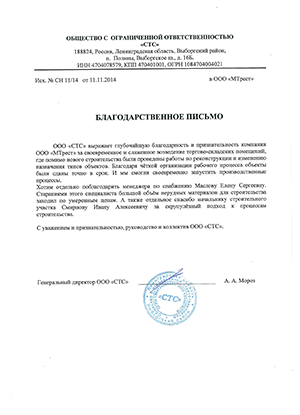 ОБЩЕСТВО С ОГРАНИЧЕННОЙ ОТВЕТСТВЕННОСТЬЮ
«СТС»
188824, Россия, Ленинградская область, Выборгский район,
п. Поляны, Выборгское ш., д. 16Б.
ИНН 4704078579, КПП 470401001, ОГРН 1084704004021
Исх. № СН 11/14 от 11.11.2014
в ООО «МТрест»
БЛАГОДАРСТВЕННОЕ ПИСЬМО
ООО «СТС» выражает глубочайшую благодарность и признательность компании
ООО «МТрест» за своевременное и слаженное возведение торгово-складских помещений,
где помимо нового строительства были проведены работы по реконструкции и изменению
назначения типов объектов. Благодаря чёткой организации рабочего процесса объекты
были сданы точно в срок. И мы смогли своевременно запустить производственные
процессы.
Хотим отдельно поблагодарить менеджера по снабжению Маслову Елену Сергеевну.
Стараниями этого специалиста большой объём нерудных материалов для строительства
заходил по умеренным ценам. А также отдельное спасибо начальнику строительного
участка Смирнову Ивану Алексеевичу за скрупулёзный подход к процессам
строительства.
С уважением и признательностью, руководство и коллектив ООО «СТС».
Генеральный директор ООО «СТС»
А. А. Мороз
«СТС»